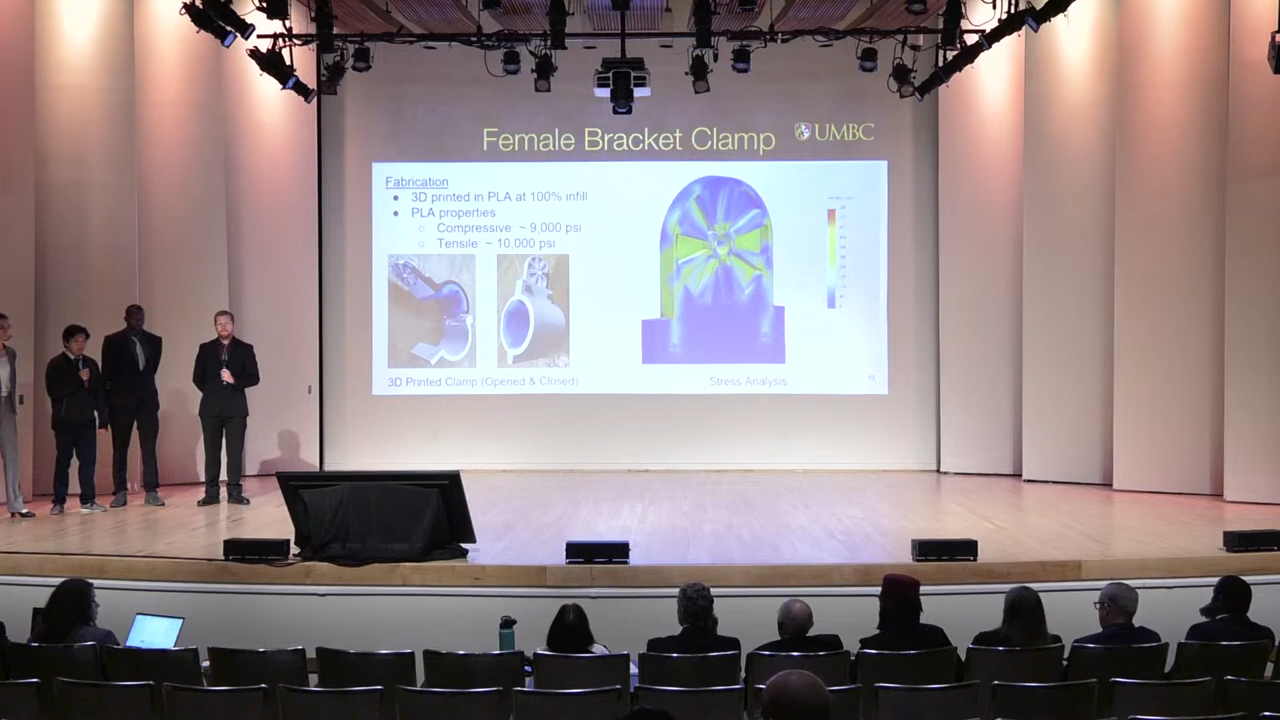 Female Bracket Clamp
UMBC
Fabrication
● 3D printed in PLA at 100% infill
● PLA properties
○ Compressive ~ 9,000 psi
○ Tensile ~ 10,000 psi
3D Printed Clamp (Opened & Closed)
Stress Analysis